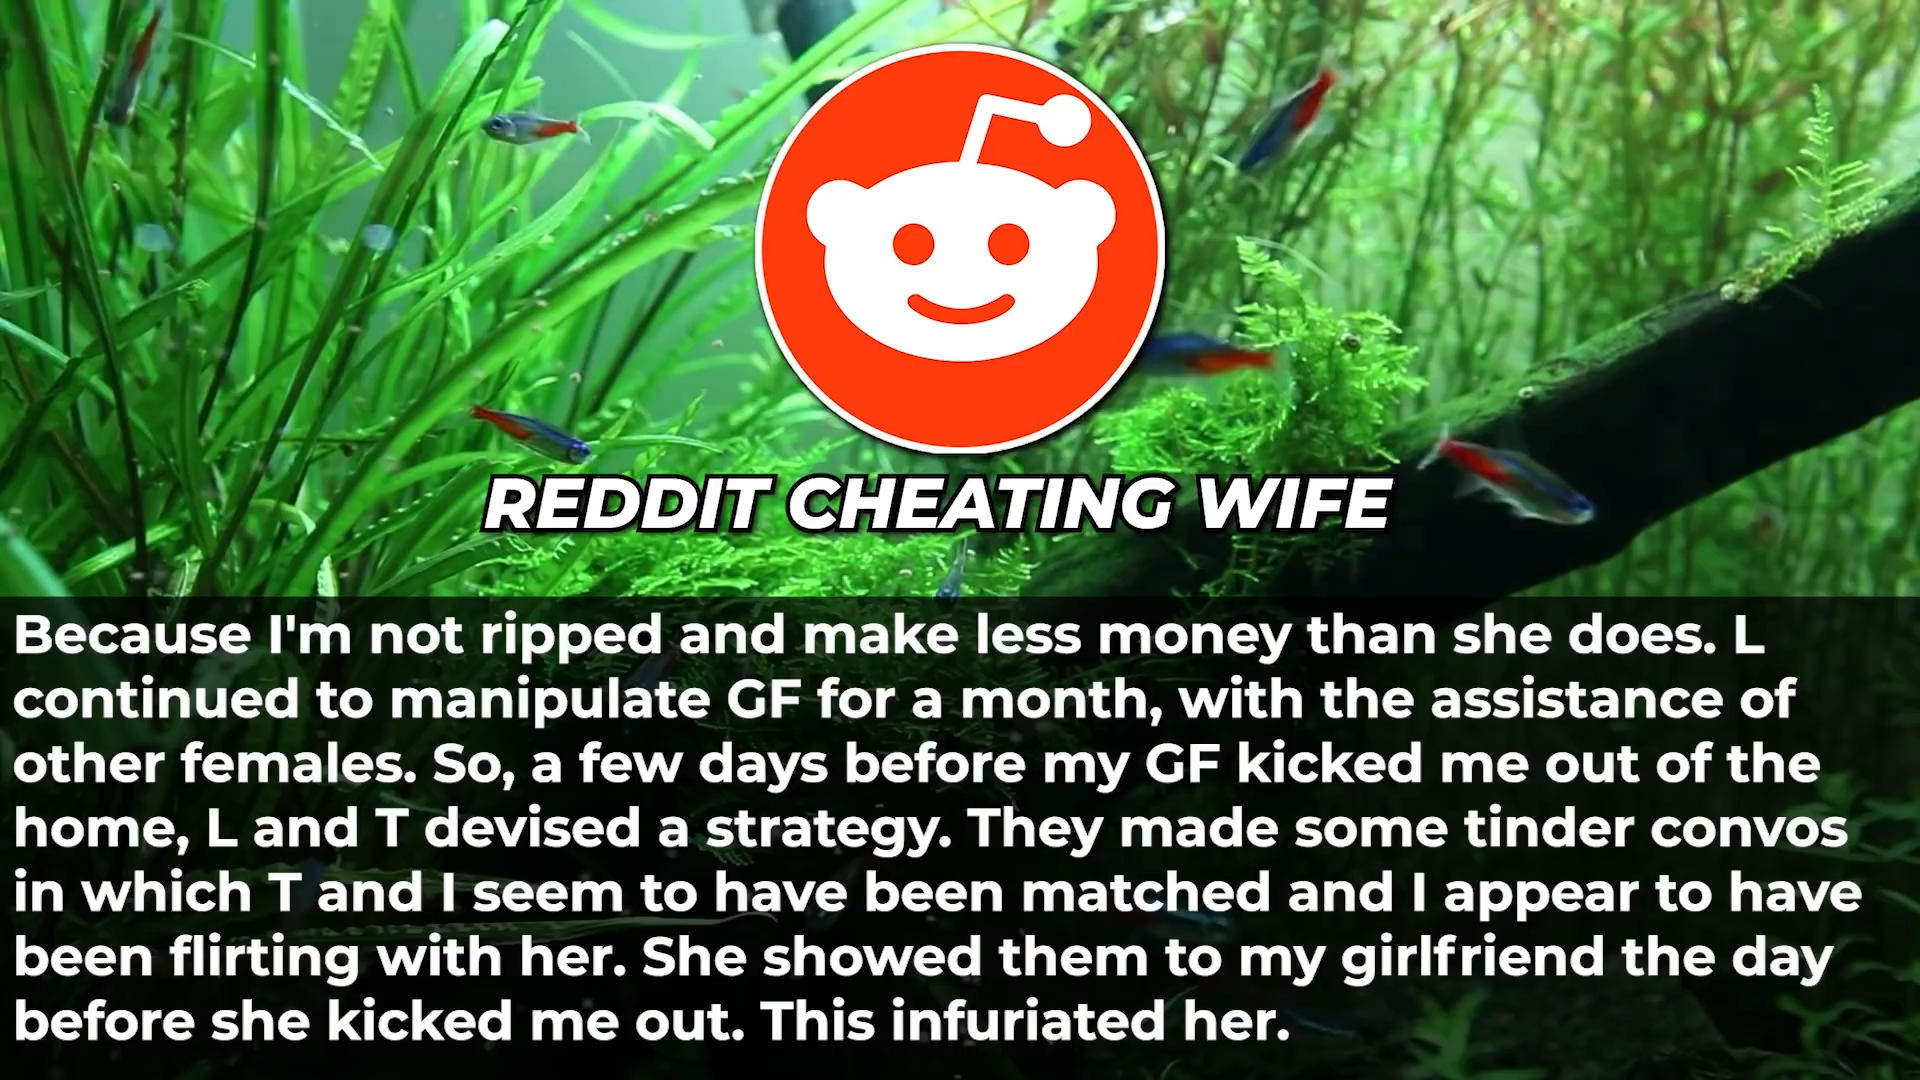 REDDIT CHEATING WIFE
Because I'm not ripped and make less money than she does. L
continued to manipulate GF for a month, with the assistance of
other females. So, a few days before my GF kicked me out of the
home, L and T devised a strategy. They made some tinder convos
in which T and I seem to have been matched and I appear to have
been flirting with her. She showed them to my girlfriend the day
before she kicked me out. This infuriated her.